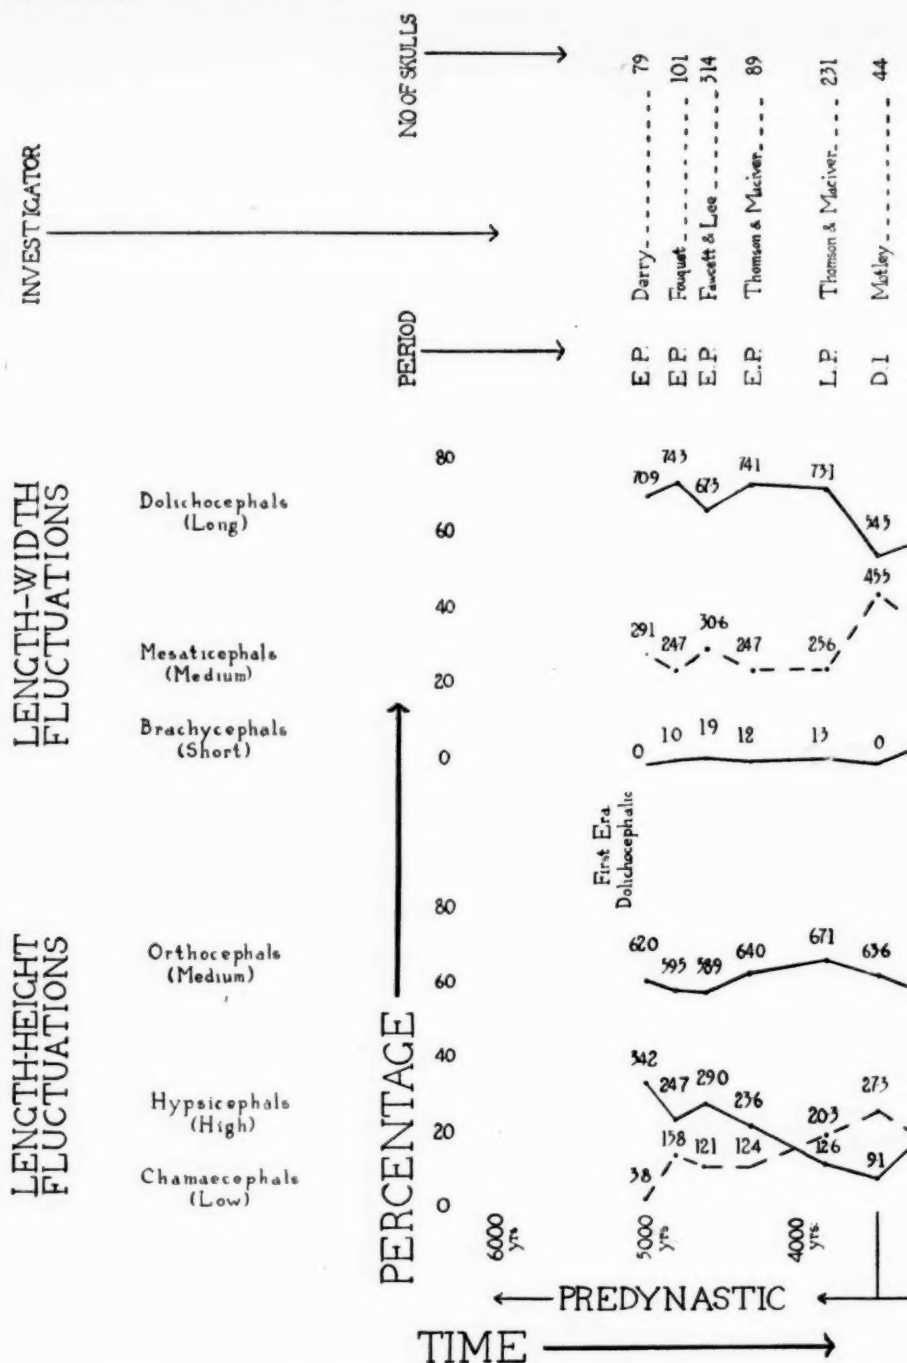 INVESTIGATOR
NO OF SKULLS
PERIOD
E.P. Derry 79
E.P. Fouquet 101
E.P. Fawcett & Lee 314
E.P. Thomson & Maciver 89
L.P. Thomson & Maciver 231
D.I Motley 44
LENGTH-WIDTH
FLUCTUATIONS
Dolichocephals
(Long)
Mesaticephals
(Medium)
Brachycephals
(Short)
80
60
40
20
0
709 743 673 741 731 545
291 247 306 247 256 455
0 10 19 12 13 0
First Era
Dolichocephalic
LENGTH-HEIGHT
FLUCTUATIONS
Orthocephals
(Medium)
Hypsicephals
(High)
Chamaecephals
(Low)
PERCENTAGE
80
60
40
20
0
620 595 589 640 671 636
342 247 290 236 203 273
38 158 121 124 126 91
6000
yrs
5000
yrs
4000
yrs.
PREDYNASTIC
TIME